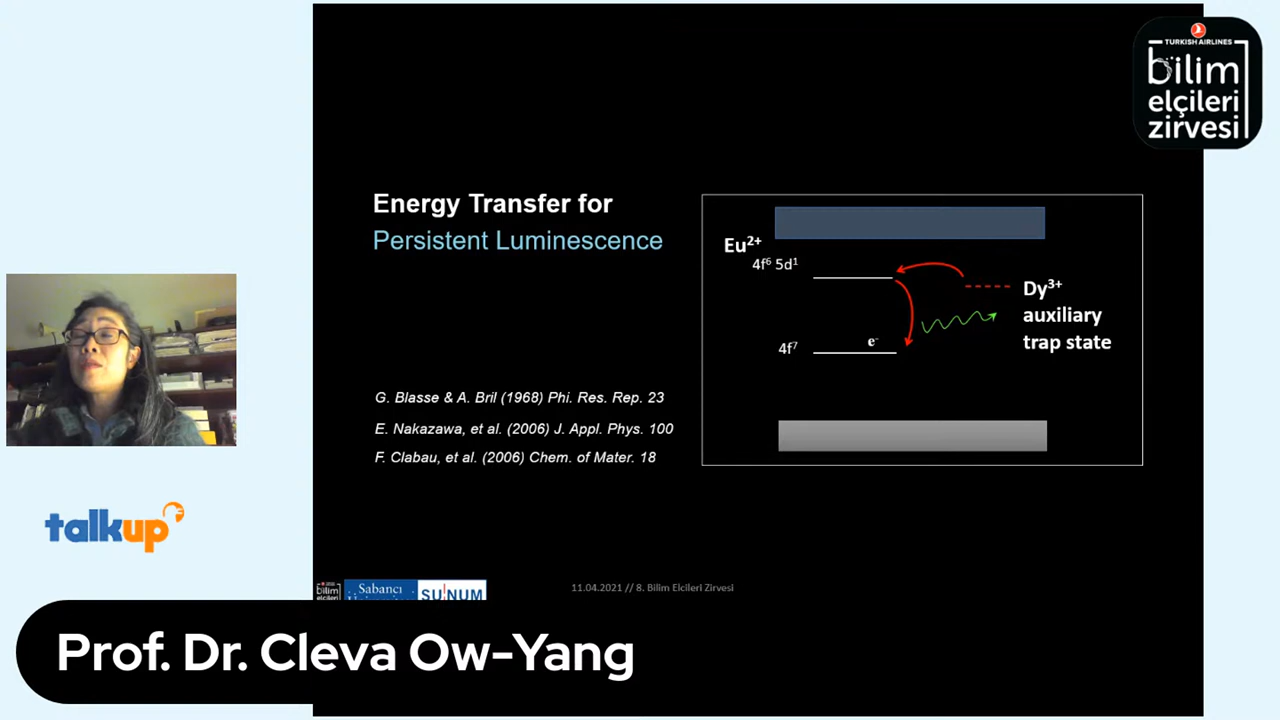 TURKISH AIRLINES
bilim
elçileri
zirvesi
Energy Transfer for
Persistent Luminescence
Eu²⁺
4f⁶ 5d¹
4f⁷
e⁻
Dy³⁺
auxiliary
trap state
G. Blasse & A. Bril (1968) Phi. Res. Rep. 23
E. Nakazawa, et al. (2006) J. Appl. Phys. 100
F. Clabau, et al. (2006) Chem. of Mater. 18
talkup
bilim
Sabancı
SU!NUM
11.04.2021 // 8. Bilim Elcileri Zirvesi
Prof. Dr. Cleva Ow-Yang